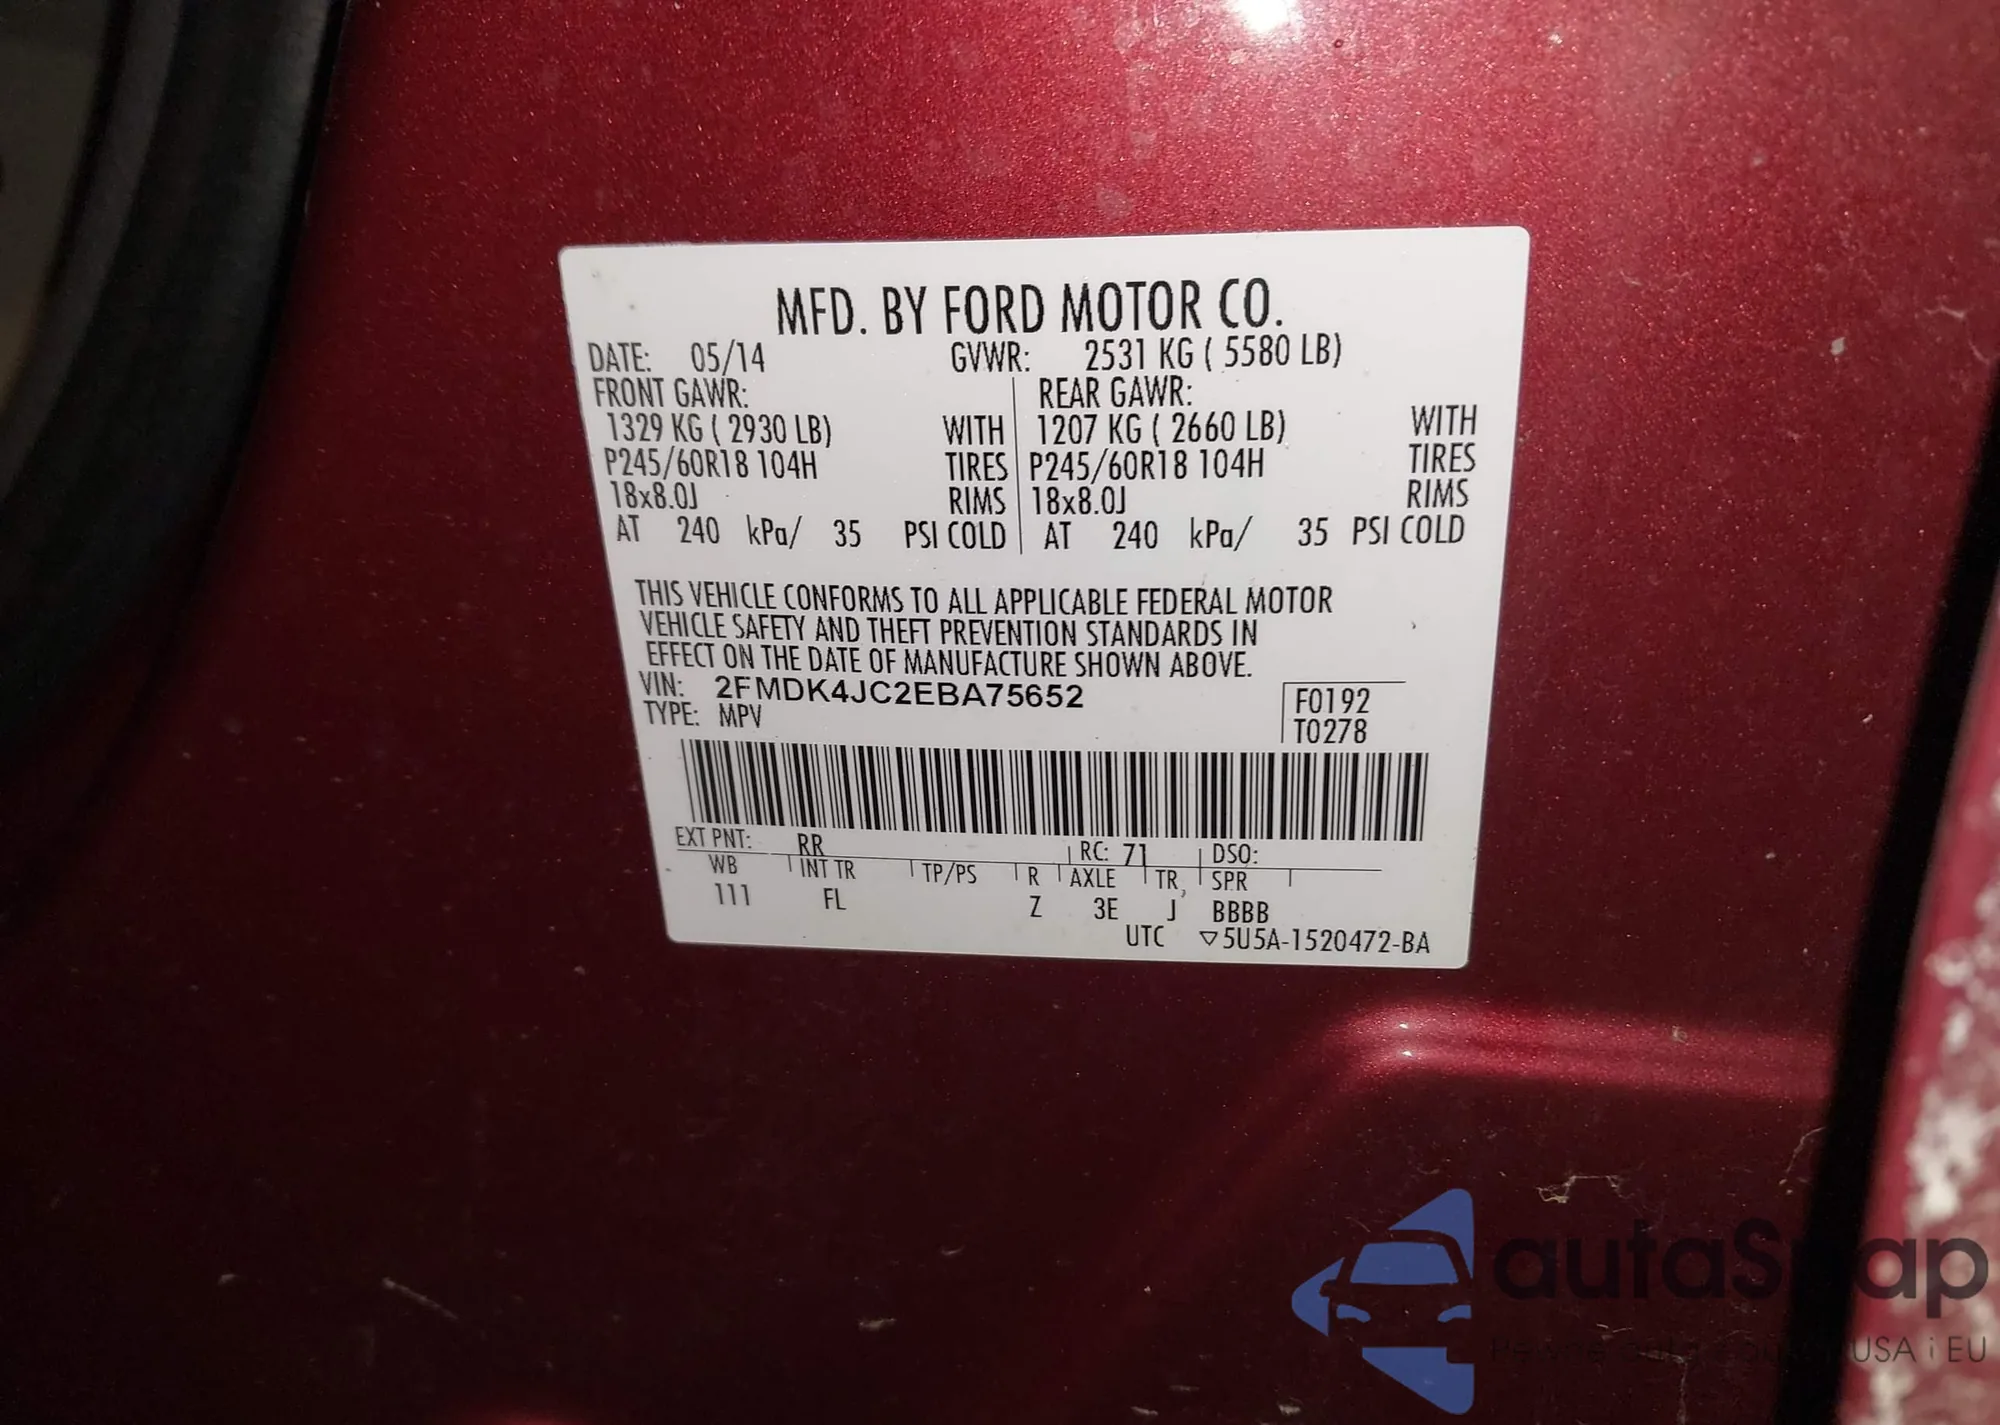 MFD. BY FORD MOTOR CO.
DATE: 05/14 GVWR: 2531 KG ( 5580 LB)
FRONT GAWR: REAR GAWR:
1329 KG ( 2930 LB) WITH 1207 KG ( 2660 LB) WITH
P245/60R18 104H TIRES P245/60R18 104H TIRES
18x8.0J RIMS 18x8.0J RIMS
AT 240 kPa/ 35 PSI COLD AT 240 kPa/ 35 PSI COLD
THIS VEHICLE CONFORMS TO ALL APPLICABLE FEDERAL MOTOR
VEHICLE SAFETY AND THEFT PREVENTION STANDARDS IN
EFFECT ON THE DATE OF MANUFACTURE SHOWN ABOVE.
VIN: 2FMDK4JC2EBA75652 F0192
TYPE: MPV T0278
EXT PNT: RR RC: 71 DSO:
WB INT TR TP/PS R AXLE TR SPR
111 FL Z 3E J BBBB
UTC ▽5U5A-1520472-BA
USA i EU